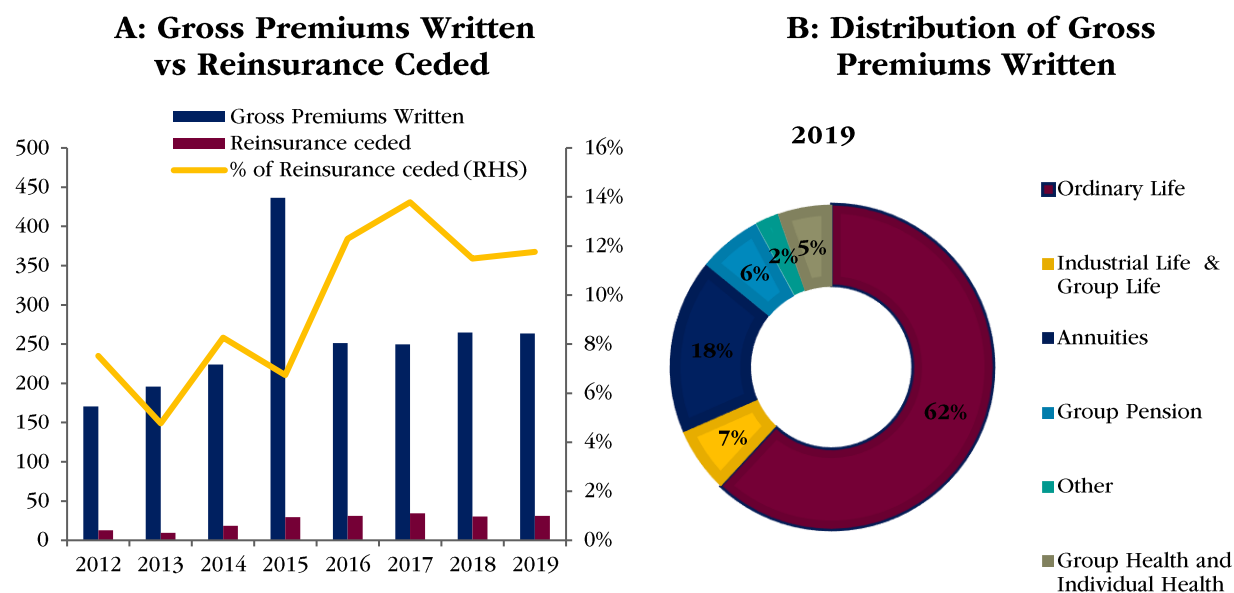 A: Gross Premiums Written
vs Reinsurance Ceded
Gross Premiums Written
Reinsurance ceded
% of Reinsurance ceded (RHS)
500
450
400
350
300
250
200
150
100
50
0
16%
14%
12%
10%
8%
6%
4%
2%
0%
2012 2013 2014 2015 2016 2017 2018 2019
B: Distribution of Gross
Premiums Written
2019
62%
7%
18%
6%
2%
5%
Ordinary Life
Industrial Life &
Group Life
Annuities
Group Pension
Other
Group Health and
Individual Health